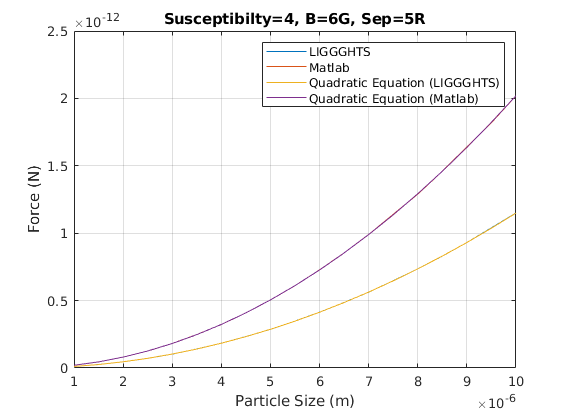 ×10^-12
Susceptibilty=4, B=6G, Sep=5R
2.5
2
1.5
1
0.5
0
Force (N)
LIGGGHTS
Matlab
Quadratic Equation (LIGGGHTS)
Quadratic Equation (Matlab)
1 2 3 4 5 6 7 8 9 10
Particle Size (m)
×10^-6